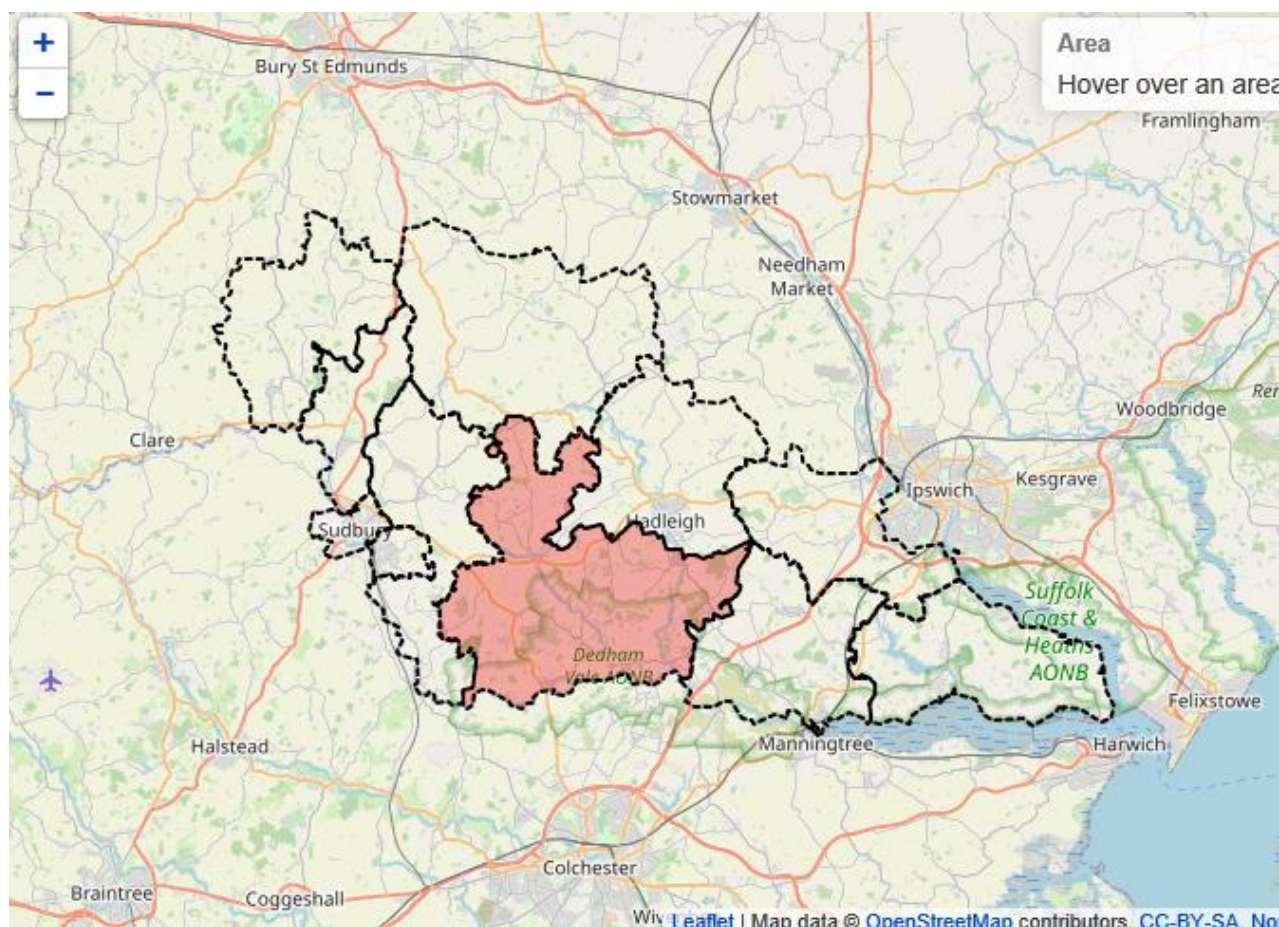 +
−
Area
Hover over an area
Bury St Edmunds
Framlingham
Stowmarket
Needham
Market
Woodbridge
Clare
Kesgrave
Ipswich
Hadleigh
Sudbury
Suffolk
Coast &
Heaths
AONB
Dedham
Vale AONB
Felixstowe
Halstead
Manningtree
Harwich
Colchester
Braintree
Coggeshall
Leaflet | Map data © OpenStreetMap contributors, CC-BY-SA, No